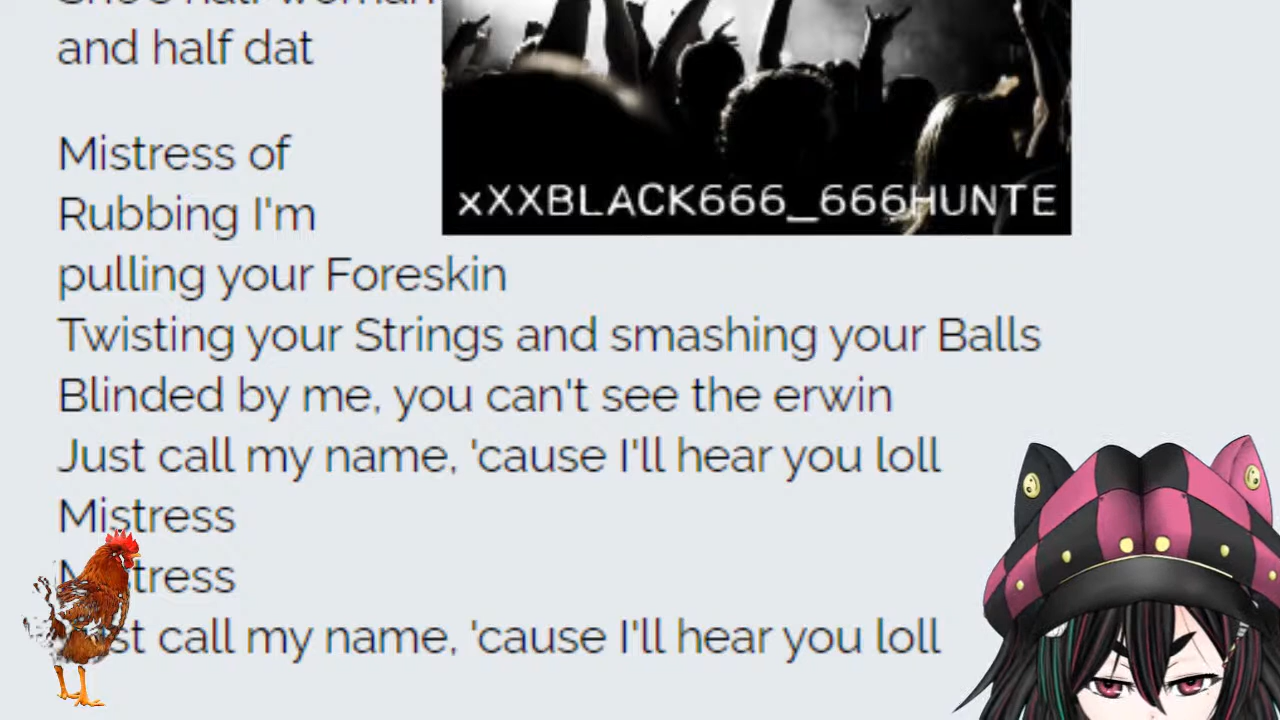 and half dat
Mistress of
Rubbing I'm
pulling your Foreskin
Twisting your Strings and smashing your Balls
Blinded by me, you can't see the erwin
Just call my name, 'cause I'll hear you loll
Mistress
tress
st call my name, 'cause I'll hear you loll
xXXBLACK666_666HUNTE